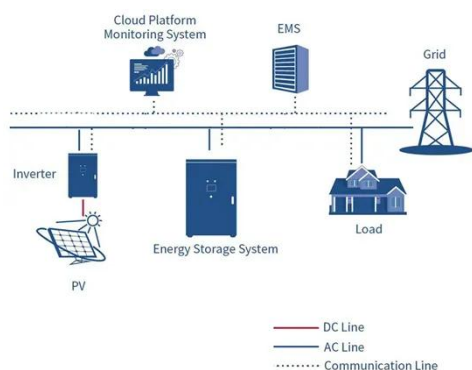 Cloud Platform
Monitoring System
EMS
Grid
Inverter
Energy Storage System
Load
PV
DC Line
AC Line
Communication Line